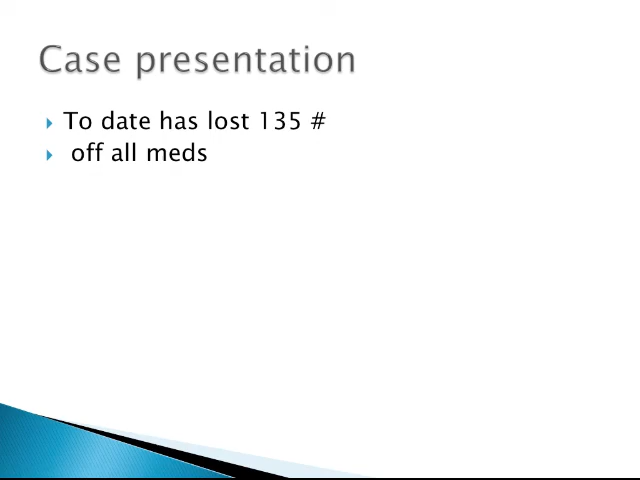 Case presentation
To date has lost 135 #
off all meds